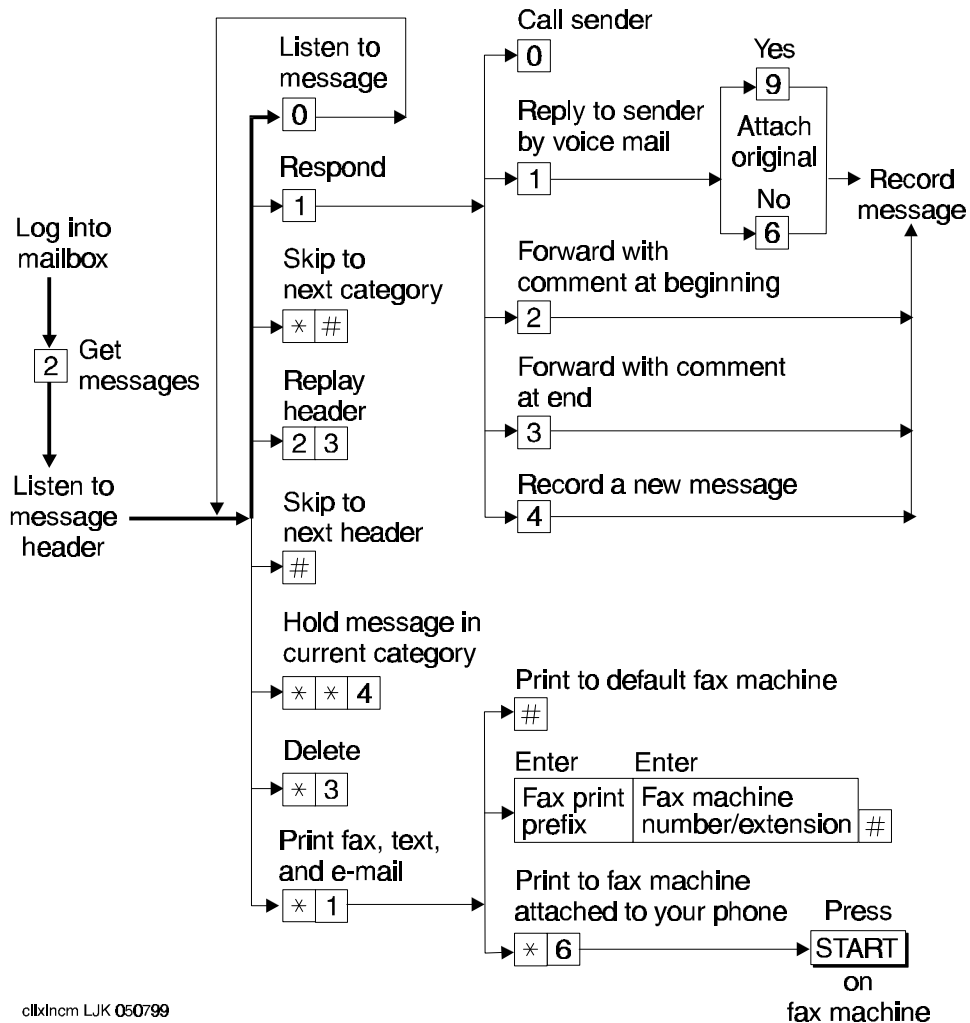 Log into
mailbox
2
Get
messages
Listen to
message
header
Listen to
message
0
Respond
1
Skip to
next category
* #
Replay
header
2 3
Skip to
next header
#
Hold message in
current category
* * 4
Delete
* 3
Print fax, text,
and e-mail
* 1
Call sender
0
Reply to sender
by voice mail
1
Yes
9
Attach
original
No
6
Record
message
Forward with
comment at beginning
2
Forward with comment
at end
3
Record a new message
4
Print to default fax machine
#
Enter Enter
Fax print Fax machine
prefix number/extension #
Print to fax machine
attached to your phone
* 6
Press
START
on
fax machine
cllxlncm LJK 050799